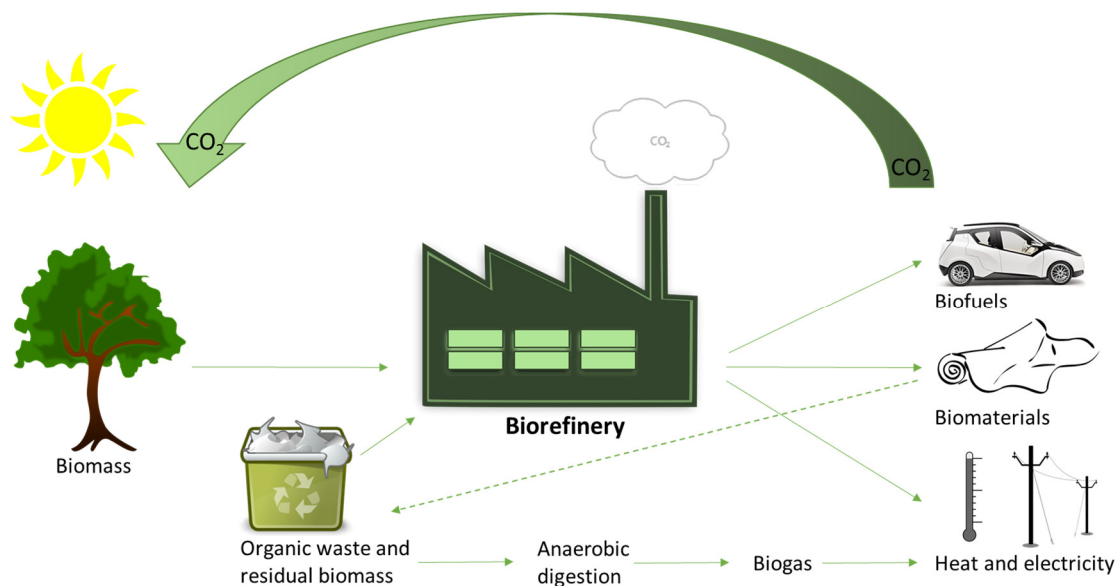 CO₂
CO₂
CO₂
Biofuels
Biorefinery
Biomaterials
Biomass
Organic waste and
residual biomass
Anaerobic
digestion
Biogas
Heat and electricity